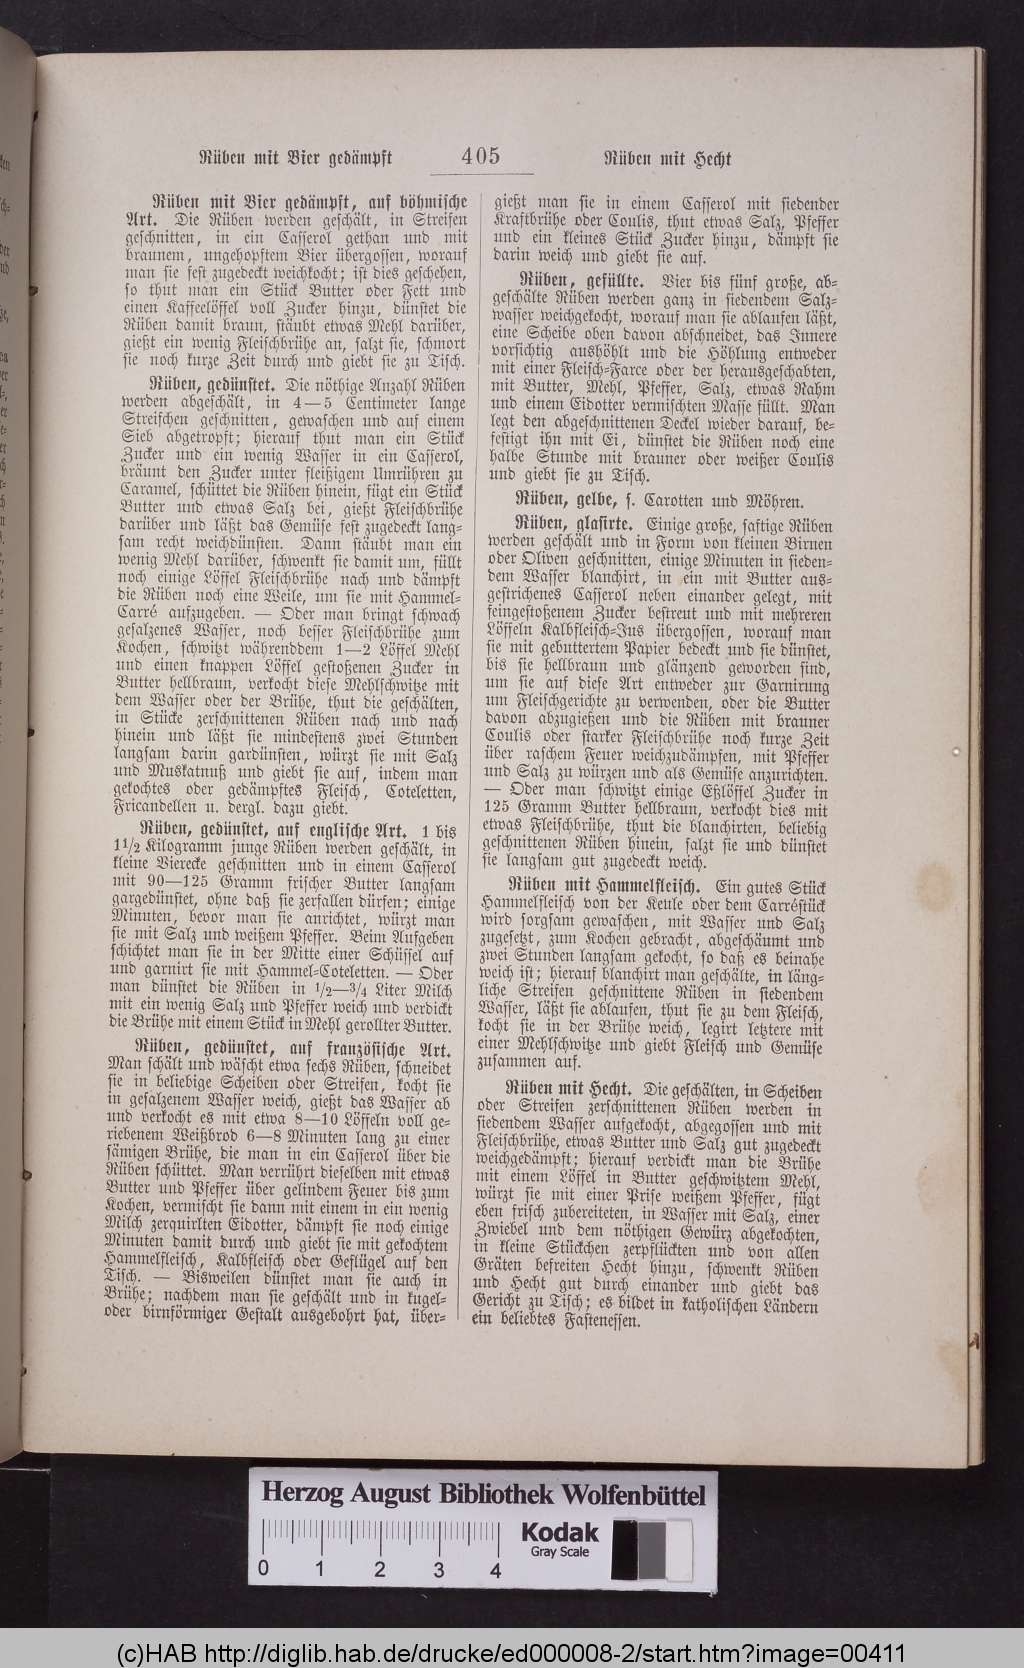 Rüben mit Bier gedämpft 405 Rüben mit Hecht
Rüben mit Bier gedämpft, auf böhmische
Art. Die Rüben werden geschält, in Streifen
geschnitten, in ein Casserol gethan und mit
braunem, ungehopftem Bier übergossen, worauf
man sie fest zugedeckt weichkocht; ist dies geschehen,
so thut man ein Stück Butter oder Fett und
einen Kaffeelöffel voll Zucker hinzu, dünstet die
Rüben damit braun, stäubt etwas Mehl darüber,
gießt ein wenig Fleischbrühe an, salzt sie, schmort
sie noch kurze Zeit durch und giebt sie zu Tisch.
Rüben, gedünstet. Die nöthige Anzahl Rüben
werden abgeschält, in 4—5 Centimeter lange
Streifchen geschnitten, gewaschen und auf einem
Sieb abgetropft; hierauf thut man ein Stück
Zucker und ein wenig Wasser in ein Casserol,
bräunt den Zucker unter fleißigem Umrühren zu
Caramel, schüttet die Rüben hinein, fügt ein Stück
Butter und etwas Salz bei, gießt Fleischbrühe
darüber und läßt das Gemüse fest zugedeckt lang-
sam recht weichdünsten. Dann stäubt man ein
wenig Mehl darüber, schwenkt sie damit um, füllt
noch einige Löffel Fleischbrühe nach und dämpft
die Rüben noch eine Weile, um sie mit Hammel-
Carré aufzugeben. — Oder man bringt schwach
gesalzenes Wasser, noch besser Fleischbrühe zum
Kochen, schwitzt währenddem 1—2 Löffel Mehl
und einen knappen Löffel gestoßenen Zucker in
Butter hellbraun, verkocht diese Mehlschwitze mit
dem Wasser oder der Brühe, thut die geschälten,
in Stücke zerschnittenen Rüben nach und nach
hinein und läßt sie mindestens zwei Stunden
langsam darin gardünsten, würzt sie mit Salz
und Muskatnuß und giebt sie auf, indem man
gekochtes oder gedämpftes Fleisch, Coteletten,
Fricandellen u. dergl. dazu giebt.
Rüben, gedünstet, auf englische Art. 1 bis
1 1/2 Kilogramm junge Rüben werden geschält, in
kleine Vierecke geschnitten und in einem Casserol
mit 90—125 Gramm frischer Butter langsam
gargedünstet, ohne daß sie zerfallen dürfen; einige
Minuten, bevor man sie anrichtet, würzt man
sie mit Salz und weißem Pfeffer. Beim Aufgeben
schichtet man sie in der Mitte einer Schüssel auf
und garnirt sie mit Hammel-Coteletten. — Oder
man dünstet die Rüben in 1/2—3/4 Liter Milch
mit ein wenig Salz und Pfeffer weich und verdickt
die Brühe mit einem Stück in Mehl gerollter Butter.
Rüben, gedünstet, auf französische Art.
Man schält und wäscht etwa sechs Rüben, schneidet
sie in beliebige Scheiben oder Streifen, kocht sie
in gesalzenem Wasser weich, gießt das Wasser ab
und verkocht es mit etwa 8—10 Löffeln voll ge-
riebenem Weißbrod 6—8 Minuten lang zu einer
sämigen Brühe, die man in ein Casserol über die
Rüben schüttet. Man verrührt dieselben mit etwas
Butter und Pfeffer über gelindem Feuer bis zum
Kochen, vermischt sie dann mit einem in ein wenig
Milch zerquirlten Eidotter, dämpft sie noch einige
Minuten damit durch und giebt sie mit gekochtem
Hammelfleisch, Kalbfleisch oder Geflügel auf den
Tisch. — Bisweilen dünstet man sie auch in
Brühe; nachdem man sie geschält und in kugel-
oder birnförmiger Gestalt ausgebohrt hat, über-
gießt man sie in einem Casserol mit siedender
Kraftbrühe oder Coulis, thut etwas Salz, Pfeffer
und ein kleines Stück Zucker hinzu, dämpft sie
darin weich und giebt sie auf.
Rüben, gefüllte. Vier bis fünf große, ab-
geschälte Rüben werden ganz in siedendem Salz-
wasser weichgekocht, worauf man sie ablaufen läßt,
eine Scheibe oben davon abschneidet, das Innere
vorsichtig aushöhlt und die Höhlung entweder
mit einer Fleisch-Farce oder der herausgeschabten,
mit Butter, Mehl, Pfeffer, Salz, etwas Rahm
und einem Eidotter vermischten Masse füllt. Man
legt den abgeschnittenen Deckel wieder darauf, be-
festigt ihn mit Ei, dünstet die Rüben noch eine
halbe Stunde mit brauner oder weißer Coulis
und giebt sie zu Tisch.
Rüben, gelbe, s. Carotten und Möhren.
Rüben, glasirte. Einige große, saftige Rüben
werden geschält und in Form von kleinen Birnen
oder Oliven geschnitten, einige Minuten in sieden-
dem Wasser blanchirt, in ein mit Butter aus-
gestrichenes Casserol neben einander gelegt, mit
feingestoßenem Zucker bestreut und mit mehreren
Löffeln Kalbfleisch-Jus übergossen, worauf man
sie mit gebuttertem Papier bedeckt und sie dünstet,
bis sie hellbraun und glänzend geworden sind,
um sie auf diese Art entweder zur Garnirung
um Fleischgerichte zu verwenden, oder die Butter
davon abzugießen und die Rüben mit brauner
Coulis oder starker Fleischbrühe noch kurze Zeit
über raschem Feuer weichzudämpfen, mit Pfeffer
und Salz zu würzen und als Gemüse anzurichten.
— Oder man schwitzt einige Eßlöffel Zucker in
125 Gramm Butter hellbraun, verkocht dies mit
etwas Fleischbrühe, thut die blanchirten, beliebig
geschnittenen Rüben hinein, salzt sie und dünstet
sie langsam gut zugedeckt weich.
Rüben mit Hammelfleisch. Ein gutes Stück
Hammelfleisch von der Keule oder dem Carréstück
wird sorgsam gewaschen, mit Wasser und Salz
zugesetzt, zum Kochen gebracht, abgeschäumt und
zwei Stunden langsam gekocht, so daß es beinahe
weich ist; hierauf blanchirt man geschälte, in läng-
liche Streifen geschnittene Rüben in siedendem
Wasser, läßt sie ablaufen, thut sie zu dem Fleisch,
kocht sie in der Brühe weich, legirt letztere mit
einer Mehlschwitze und giebt Fleisch und Gemüse
zusammen auf.
Rüben mit Hecht. Die geschälten, in Scheiben
oder Streifen zerschnittenen Rüben werden in
siedendem Wasser aufgekocht, abgegossen und mit
Fleischbrühe, etwas Butter und Salz gut zugedeckt
weichgedämpft; hierauf verdickt man die Brühe
mit einem Löffel in Butter geschwitztem Mehl,
würzt sie mit einer Prise weißem Pfeffer, fügt
eben frisch zubereiteten, in Wasser mit Salz, einer
Zwiebel und dem nöthigen Gewürz abgekochten,
in kleine Stückchen zerpflückten und von allen
Gräten befreiten Hecht hinzu, schwenkt Rüben
und Hecht gut durch einander und giebt das
Gericht zu Tisch; es bildet in katholischen Ländern
ein beliebtes Fastenessen.
Herzog August Bibliothek Wolfenbüttel
0 1 2 3 4
Kodak
Gray Scale
(c)HAB http://diglib.hab.de/drucke/ed000008-2/start.htm?image=00411